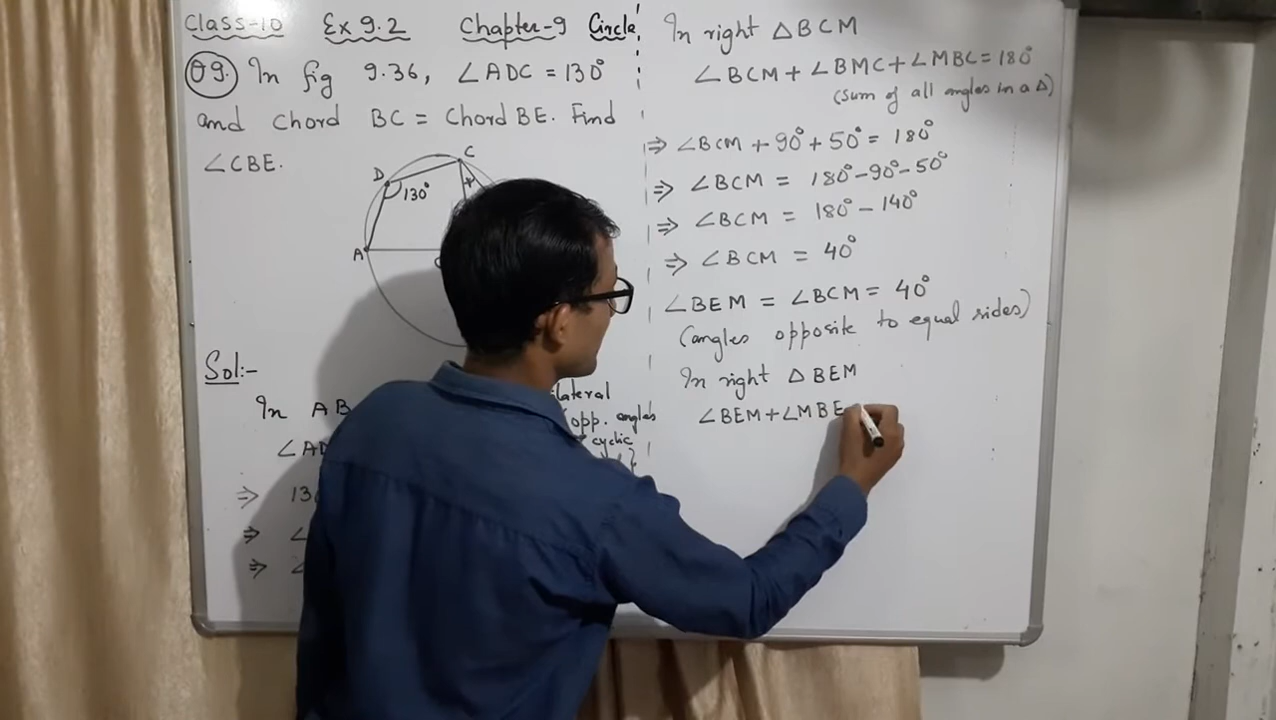 Class-10 Ex 9.2 Chapter-9 Circle
Q9. In fig 9.36, ∠ADC = 130°
and chord BC = Chord BE. Find
∠CBE.
D C
130°
A
Sol:-
In AB
ilateral
∠AD
opp. angles
cyclic
⇒ 13
⇒ ∠
⇒ ∠
In right △BCM
∠BCM + ∠BMC + ∠MBC = 180°
(Sum of all angles in a △)
⇒ ∠BCM + 90° + 50° = 180°
⇒ ∠BCM = 180° - 90° - 50°
⇒ ∠BCM = 180° - 140°
⇒ ∠BCM = 40°
∠BEM = ∠BCM = 40°
(angles opposite to equal sides)
In right △BEM
∠BEM + ∠MBE